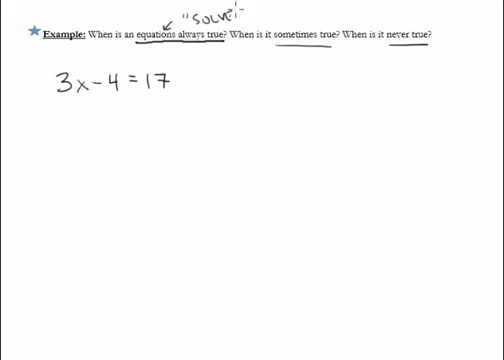 "SOLVE"
Example: When is an equations always true? When is it sometimes true? When is it never true?
3x - 4 = 17